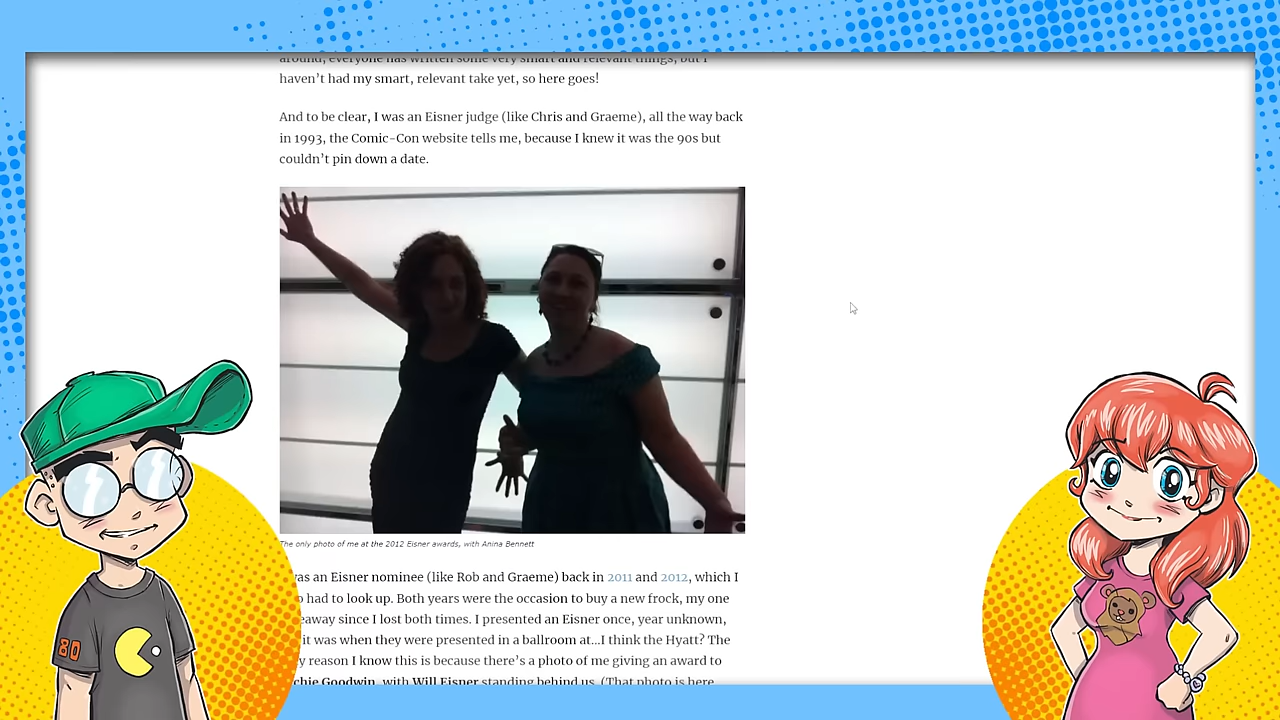 around, everyone has written some very smart and relevant things, but I
haven't had my smart, relevant take yet, so here goes!
And to be clear, I was an Eisner judge (like Chris and Graeme), all the way back
in 1993, the Comic-Con website tells me, because I knew it was the 90s but
couldn't pin down a date.
The only photo of me at the 2012 Eisner awards, with Anina Bennett
was an Eisner nominee (like Rob and Graeme) back in 2011 and 2012, which I
had to look up. Both years were the occasion to buy a new frock, my one
eaway since I lost both times. I presented an Eisner once, year unknown,
it was when they were presented in a ballroom at...I think the Hyatt? The
reason I know this is because there's a photo of me giving an award to
chie Goodwin, with Will Eisner standing behind us. (That photo is here
80